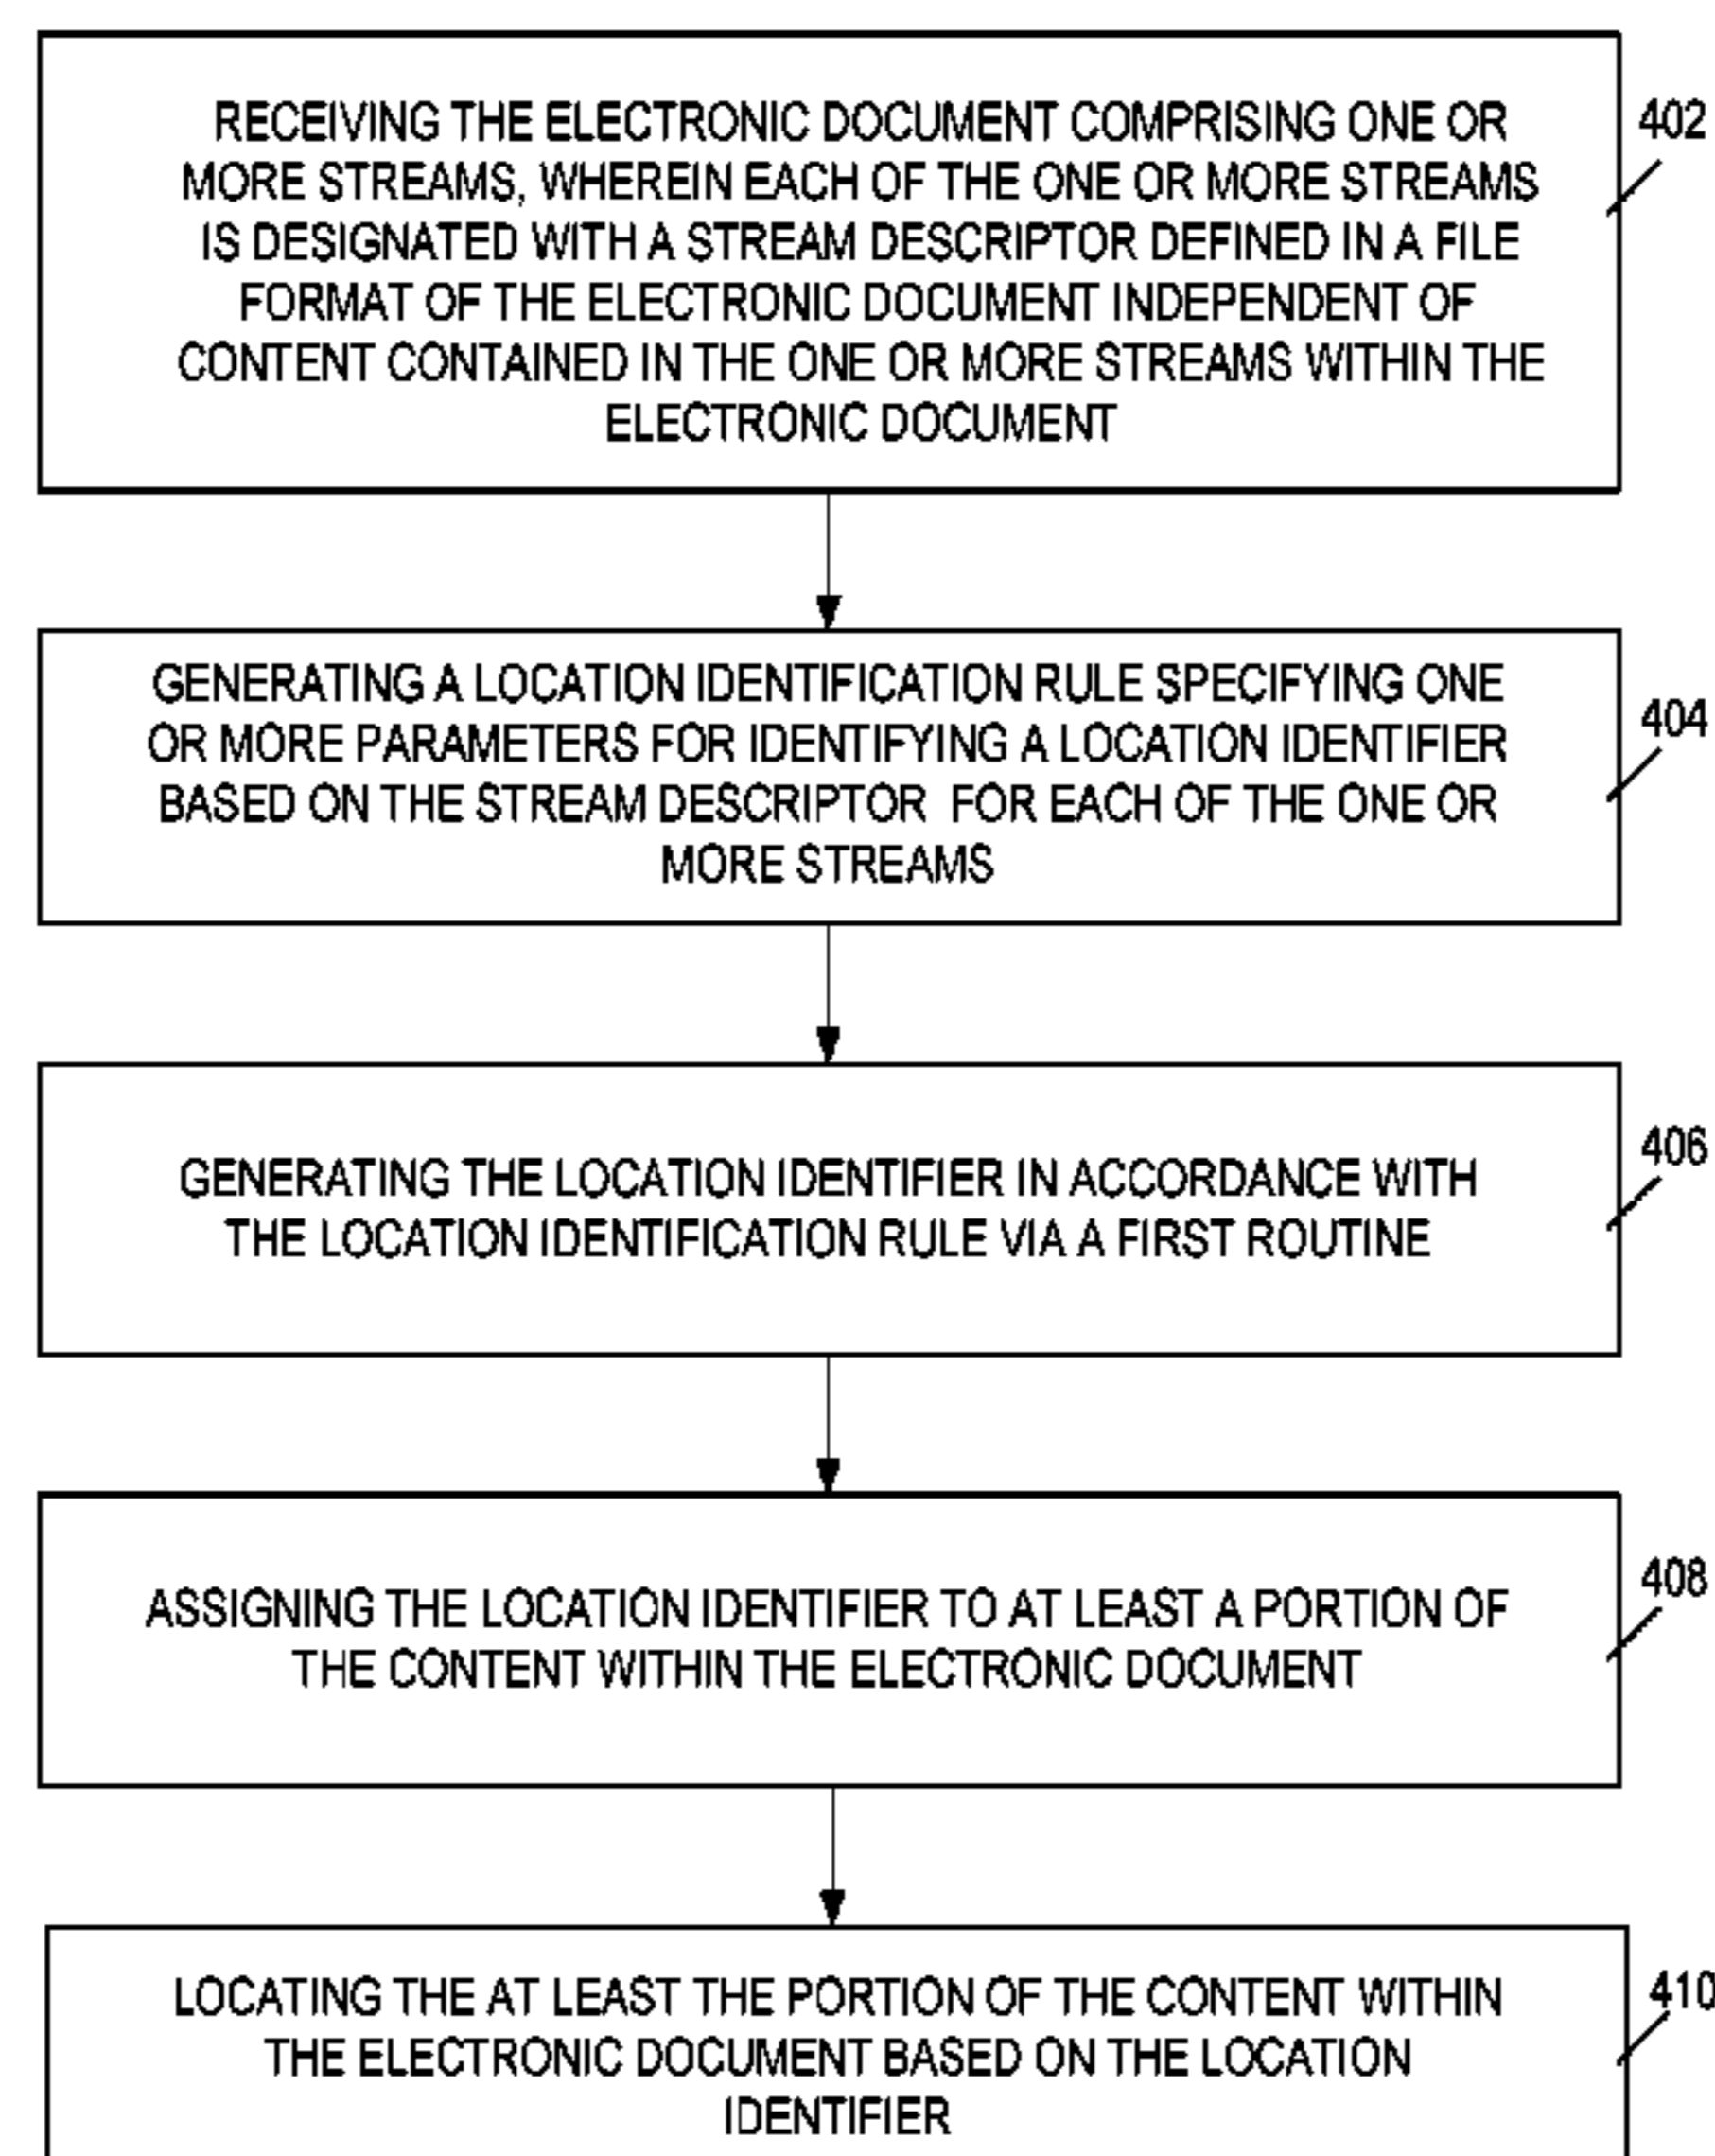 RECEIVING THE ELECTRONIC DOCUMENT COMPRISING ONE OR
MORE STREAMS, WHEREIN EACH OF THE ONE OR MORE STREAMS
IS DESIGNATED WITH A STREAM DESCRIPTOR DEFINED IN A FILE
FORMAT OF THE ELECTRONIC DOCUMENT INDEPENDENT OF
CONTENT CONTAINED IN THE ONE OR MORE STREAMS WITHIN THE
ELECTRONIC DOCUMENT
402
GENERATING A LOCATION IDENTIFICATION RULE SPECIFYING ONE
OR MORE PARAMETERS FOR IDENTIFYING A LOCATION IDENTIFIER
BASED ON THE STREAM DESCRIPTOR FOR EACH OF THE ONE OR
MORE STREAMS
404
GENERATING THE LOCATION IDENTIFIER IN ACCORDANCE WITH
THE LOCATION IDENTIFICATION RULE VIA A FIRST ROUTINE
406
ASSIGNING THE LOCATION IDENTIFIER TO AT LEAST A PORTION OF
THE CONTENT WITHIN THE ELECTRONIC DOCUMENT
408
LOCATING THE AT LEAST THE PORTION OF THE CONTENT WITHIN
THE ELECTRONIC DOCUMENT BASED ON THE LOCATION
IDENTIFIER
410